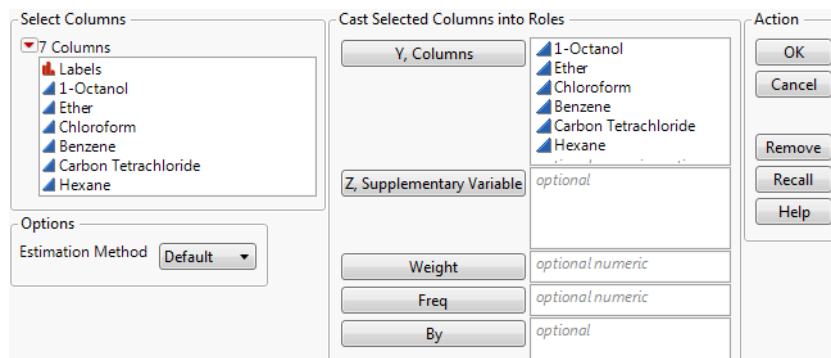 Select Columns
7 Columns
Labels
1-Octanol
Ether
Chloroform
Benzene
Carbon Tetrachloride
Hexane
Options
Estimation Method Default
Cast Selected Columns into Roles
Y, Columns
1-Octanol
Ether
Chloroform
Benzene
Carbon Tetrachloride
Hexane
Z, Supplementary Variable optional
Weight optional numeric
Freq optional numeric
By optional
Action
OK
Cancel
Remove
Recall
Help